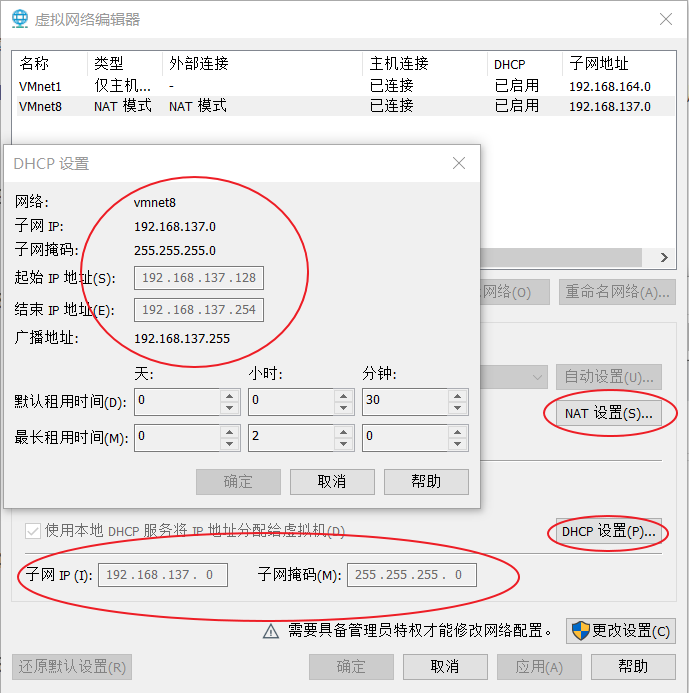 虚拟网络编辑器
名称 类型 外部连接 主机连接 DHCP 子网地址
VMnet1 仅主机... - 已连接 已启用 192.168.164.0
VMnet8 NAT 模式 NAT 模式 已连接 已启用 192.168.137.0
DHCP 设置
网络: vmnet8
子网 IP: 192.168.137.0
子网掩码: 255.255.255.0
起始 IP 地址(S): 192.168.137.128
结束 IP 地址(E): 192.168.137.254
广播地址: 192.168.137.255
天: 小时: 分钟:
默认租用时间(D): 0 0 30
最长租用时间(M): 0 2 0
确定 取消 帮助
网络(O) 重命名网络(A)...
自动设置(U)...
NAT 设置(S)...
使用本地 DHCP 服务将 IP 地址分配给虚拟机(D) DHCP 设置(P)...
子网 IP (I): 192.168.137. 0 子网掩码(M): 255.255.255. 0
需要具备管理员特权才能修改网络配置。 更改设置(C)
还原默认设置(R) 确定 取消 应用(A) 帮助